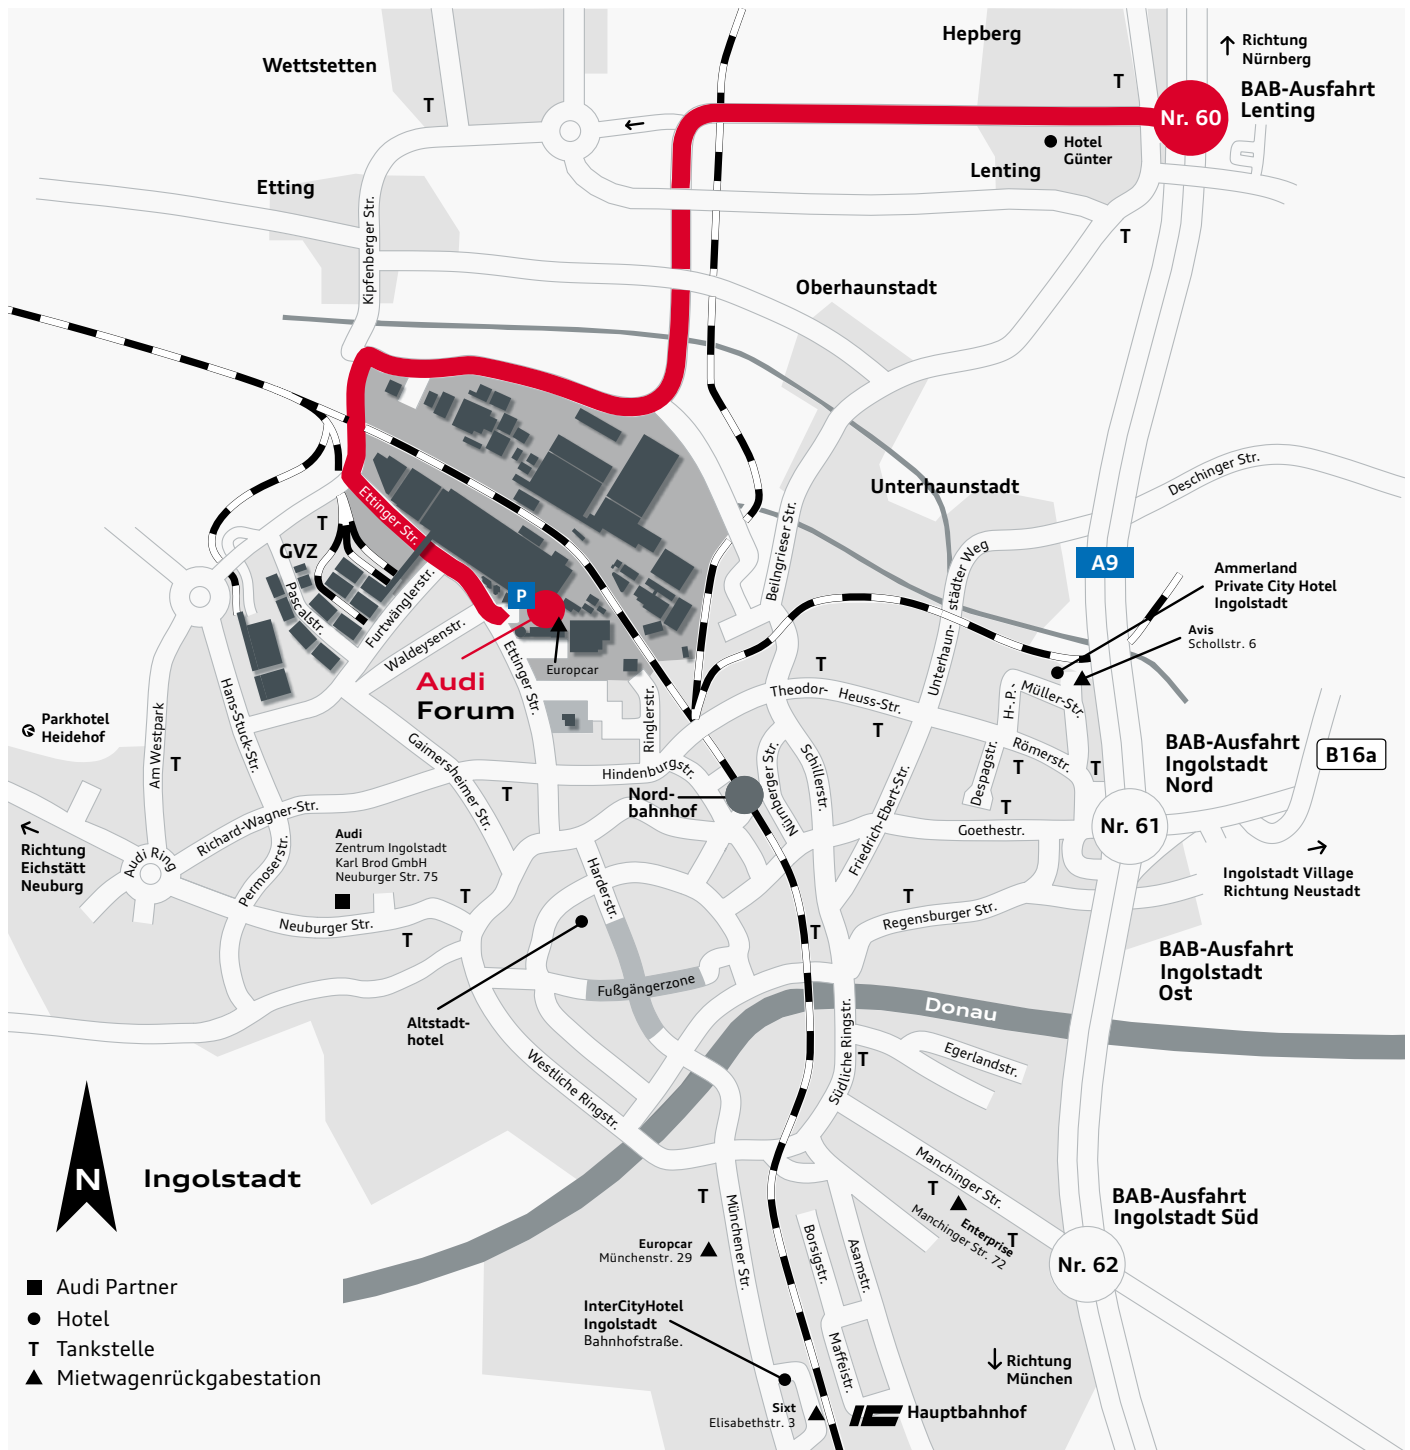 Hepberg
Richtung
Nürnberg
Wettstetten
T
T
BAB-Ausfahrt
Lenting
Nr. 60
Hotel
Günter
Lenting
Etting
Kipfenberger Str.
T
Oberhaunstadt
Deschinger Str.
Unterhaunstadt
Ettinger Str.
T
GVZ
Beilngrieser Str.
A9
Ammerland
Private City Hotel
Ingolstadt
Unterhaun-
städter Weg
Pascalstr.
Furtwänglerstr.
P
Waldeysenstr.
Avis
Schollstr. 6
Europcar
Ettinger Str.
Audi
Forum
T
Theodor-
Heuss-Str.
H.-P.-
Müller-Str.
Parkhotel
Heidehof
Am Westpark
Hans-Stuck-Str.
T
Ringlerstr.
T
Gaimersheimer Str.
Hindenburgstr.
Nürnberger Str.
Schillerstr.
Friedrich-Ebert-Str.
Despagstr.
Römerstr.
T
T
BAB-Ausfahrt
Ingolstadt
Nord
B16a
Nord-
bahnhof
T
T
Richard-Wagner-Str.
Goethestr.
Nr. 61
Richtung
Eichstätt
Neuburg
Audi Ring
Permoserstr.
Audi
Zentrum Ingolstadt
Karl Brod GmbH
Neuburger Str. 75
Harderstr.
Ingolstadt Village
Richtung Neustadt
T
T
Neuburger Str.
T
T
Regensburger Str.
BAB-Ausfahrt
Ingolstadt
Ost
Fußgängerzone
Donau
Altstadt-
hotel
Südliche Ringstr.
T
Egerlandstr.
Westliche Ringstr.
N
Ingolstadt
Manchinger Str.
T
T
BAB-Ausfahrt
Ingolstadt Süd
Münchener Str.
Enterprise
Manchinger Str. 72
T
Europcar
Münchenstr. 29
Borsigstr.
Asamstr.
Nr. 62
Audi Partner
Hotel
Tankstelle
Mietwagenrückgabestation
InterCityHotel
Ingolstadt
Bahnhofstraße.
Maffeistr.
Richtung
München
Sixt
Elisabethstr. 3
IC
Hauptbahnhof